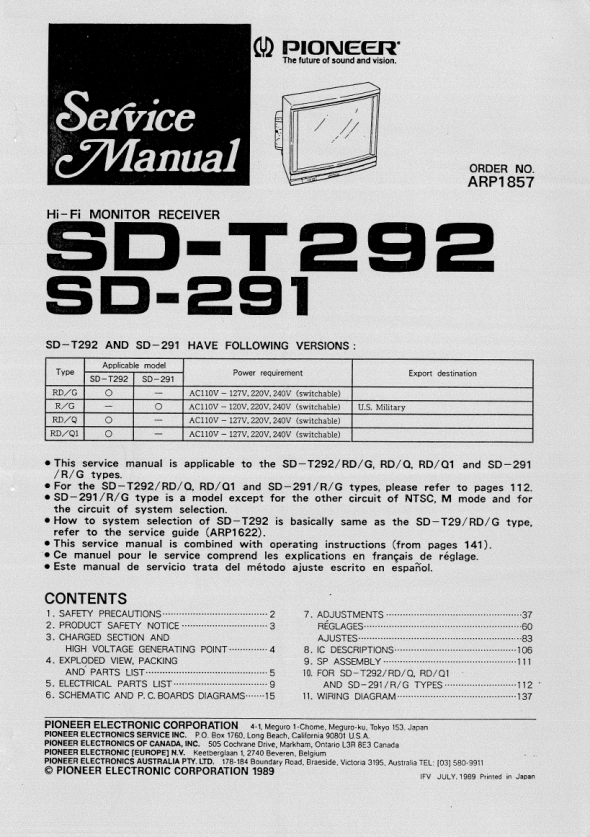 PIONEER
The future of sound and vision.
Service
Manual
ORDER NO.
ARP1857
Hi-Fi MONITOR RECEIVER
SD-T292
SD-291
SD-T292 AND SD-291 HAVE FOLLOWING VERSIONS :
Type Applicable model Power requirement Export destination
SD-T292 SD-291
RD/G ○ — AC110V - 127V, 220V, 240V (switchable)
R/G — ○ AC110V - 120V, 220V, 240V (switchable) U.S. Military
RD/Q ○ — AC110V - 127V, 220V, 240V (switchable)
RD/Q1 ○ — AC110V - 127V, 220V, 240V (switchable)
● This service manual is applicable to the SD-T292/RD/G, RD/Q, RD/Q1 and SD-291
/R/G types.
● For the SD-T292/RD/Q, RD/Q1 and SD-291/R/G types, please refer to pages 112.
● SD-291/R/G type is a model except for the other circuit of NTSC, M mode and for
the circuit of system selection.
● How to system selection of SD-T292 is basically same as the SD-T29/RD/G type,
refer to the service guide (ARP1622).
● This service manual is combined with operating instructions (from pages 141).
● Ce manuel pour le service comprend les explications en français de réglage.
● Este manual de servicio trata del método ajuste escrito en español.
CONTENTS
1. SAFETY PRECAUTIONS 2
2. PRODUCT SAFETY NOTICE 3
3. CHARGED SECTION AND
HIGH VOLTAGE GENERATING POINT 4
4. EXPLODED VIEW, PACKING
AND PARTS LIST 5
5. ELECTRICAL PARTS LIST 9
6. SCHEMATIC AND P.C. BOARDS DIAGRAMS 15
7. ADJUSTMENTS 37
RÉGLAGES 60
AJUSTES 83
8. IC DESCRIPTIONS 106
9. SP ASSEMBLY 111
10. FOR SD-T292/RD/Q, RD/Q1
AND SD-291/R/G TYPES 112
11. WIRING DIAGRAM 137
PIONEER ELECTRONIC CORPORATION 4-1, Meguro 1-Chome, Meguro-ku, Tokyo 153, Japan
PIONEER ELECTRONICS SERVICE INC. P.O. Box 1760, Long Beach, California 90801 U.S.A.
PIONEER ELECTRONICS OF CANADA, INC. 505 Cochrane Drive, Markham, Ontario L3R 8E3 Canada
PIONEER ELECTRONIC [EUROPE] N.V. Keetberglaan 1, 2740 Beveren, Belgium
PIONEER ELECTRONICS AUSTRALIA PTY. LTD. 178-184 Boundary Road, Braeside, Victoria 3195, Australia TEL: [03] 580-9911
© PIONEER ELECTRONIC CORPORATION 1989
IFV JULY. 1989 Printed in Japan